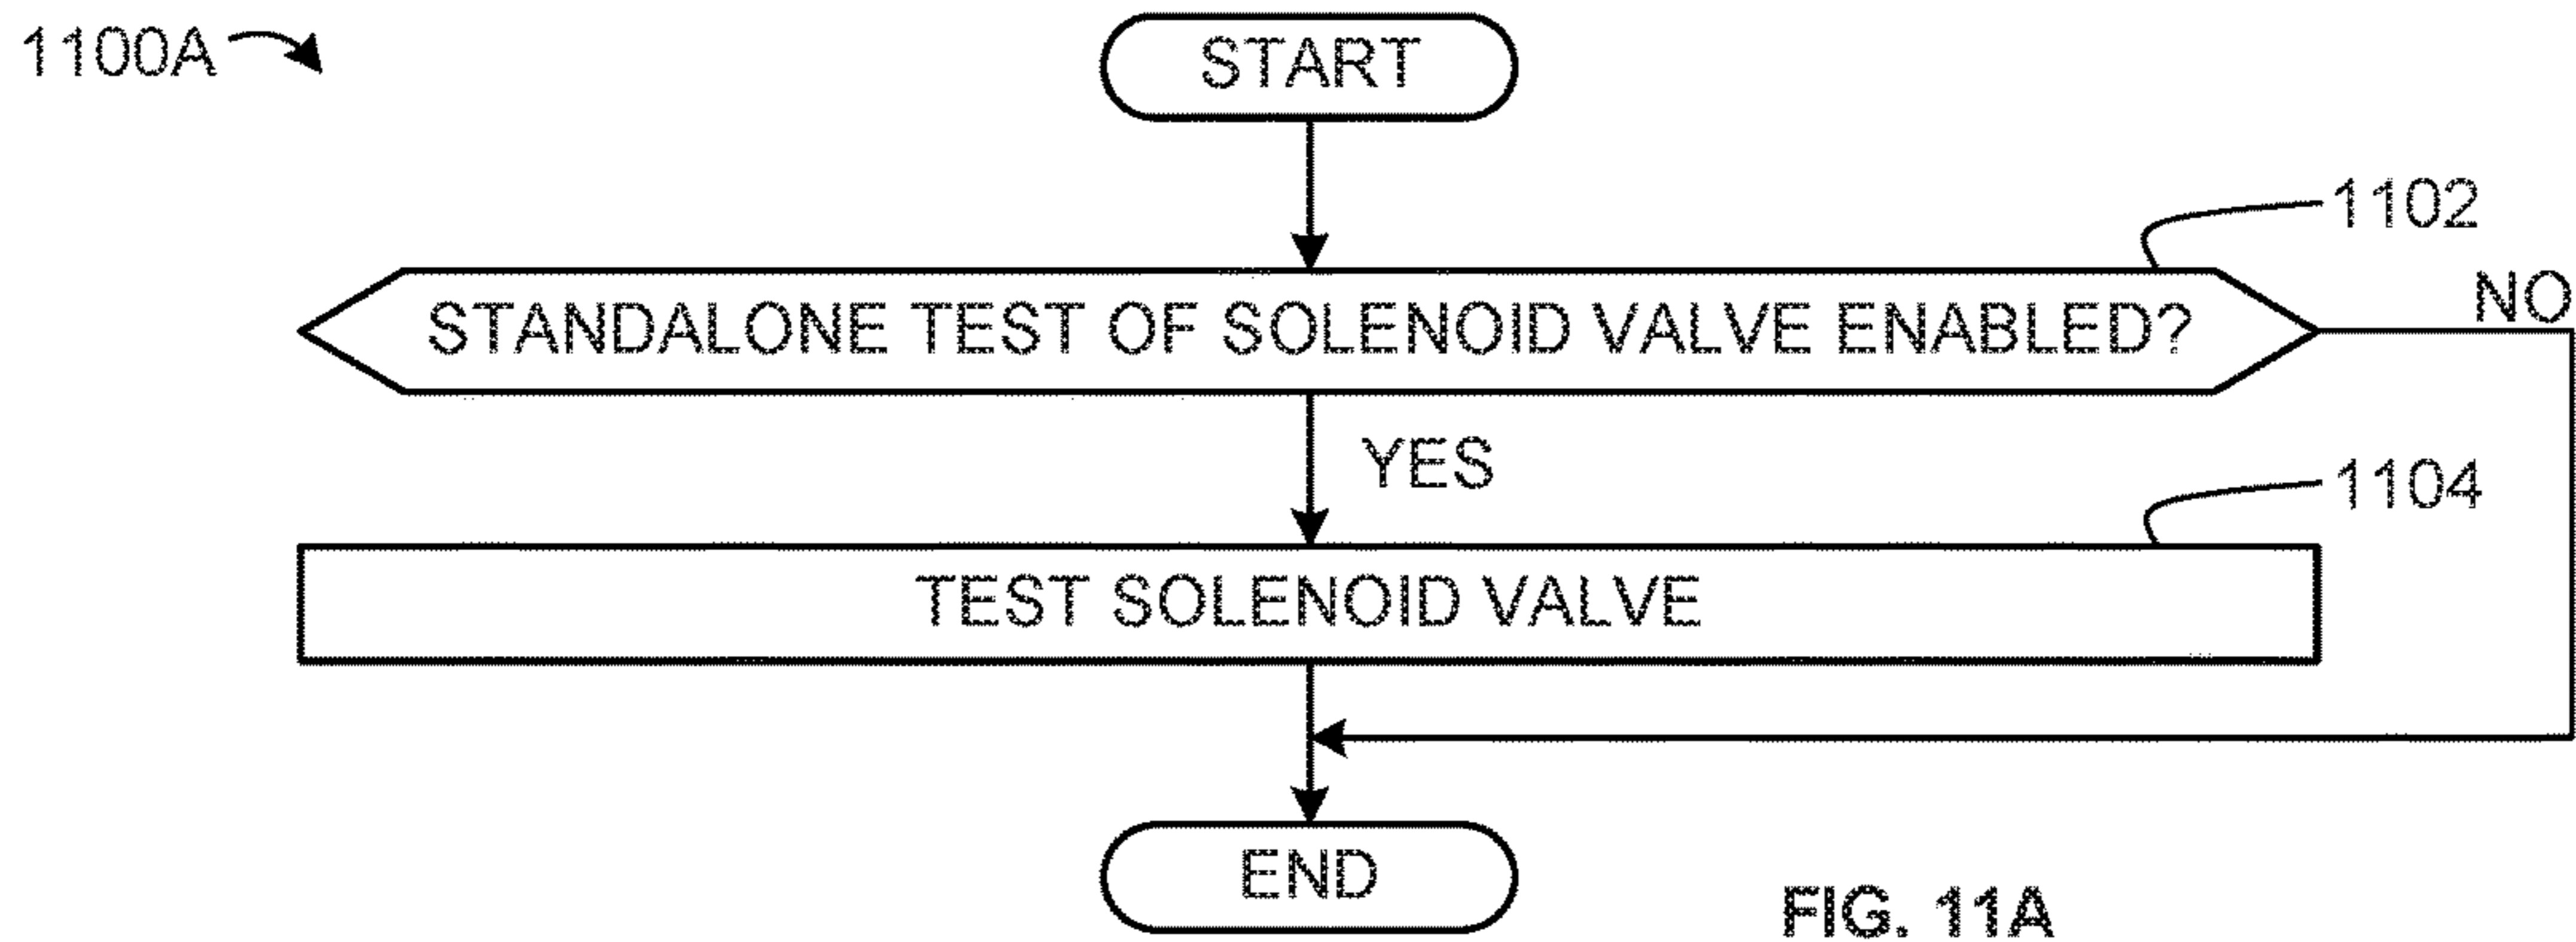 1100A
START
1102
NO
STANDALONE TEST OF SOLENOID VALVE ENABLED?
YES
1104
TEST SOLENOID VALVE
END
FIG. 11A